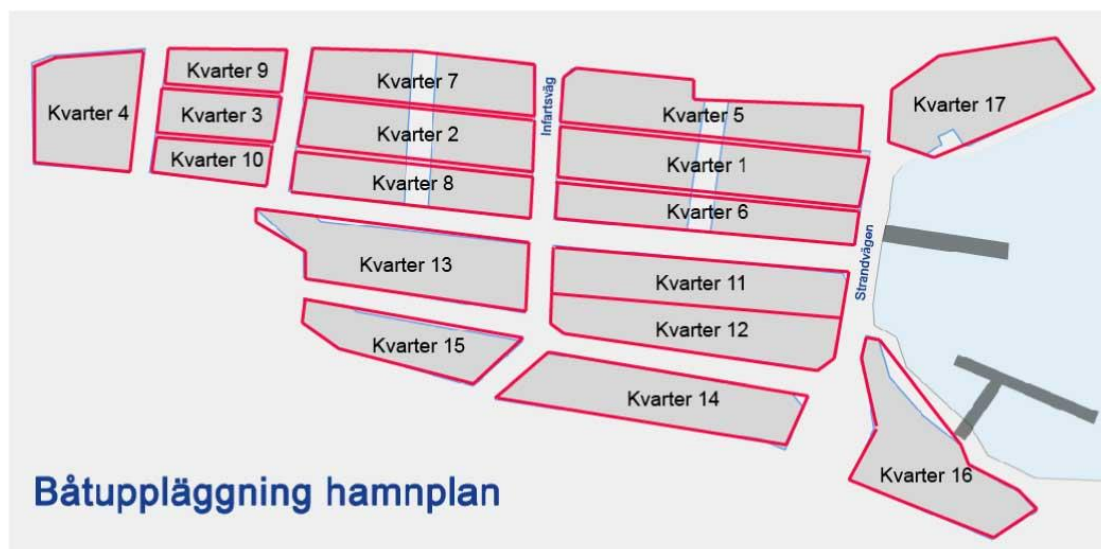 Kvarter 4
Kvarter 9
Kvarter 3
Kvarter 10
Kvarter 7
Kvarter 2
Kvarter 8
Infartsväg
Kvarter 5
Kvarter 1
Kvarter 6
Kvarter 17
Strandvägen
Kvarter 13
Kvarter 11
Kvarter 12
Kvarter 15
Kvarter 14
Kvarter 16
Båtuppläggning hamnplan